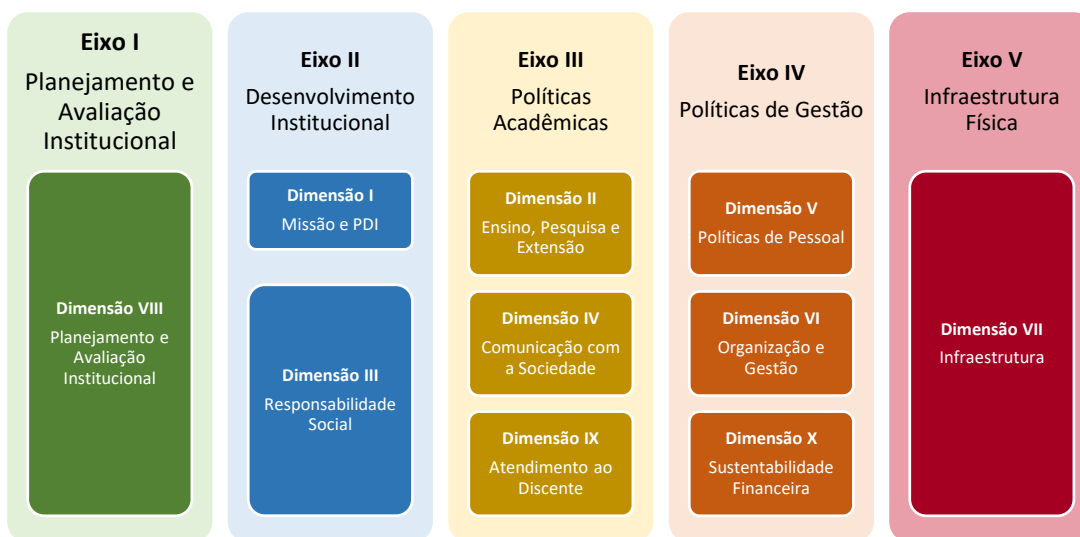 Eixo I
Planejamento e
Avaliação
Institucional
Dimensão VIII
Planejamento e
Avaliação
Institucional
Eixo II
Desenvolvimento
Institucional
Dimensão I
Missão e PDI
Dimensão III
Responsabilidade
Social
Eixo III
Políticas
Acadêmicas
Dimensão II
Ensino, Pesquisa e
Extensão
Dimensão IV
Comunicação com
a Sociedade
Dimensão IX
Atendimento ao
Discente
Eixo IV
Políticas de Gestão
Dimensão V
Políticas de Pessoal
Dimensão VI
Organização e
Gestão
Dimensão X
Sustentabilidade
Financeira
Eixo V
Infraestrutura
Física
Dimensão VII
Infraestrutura